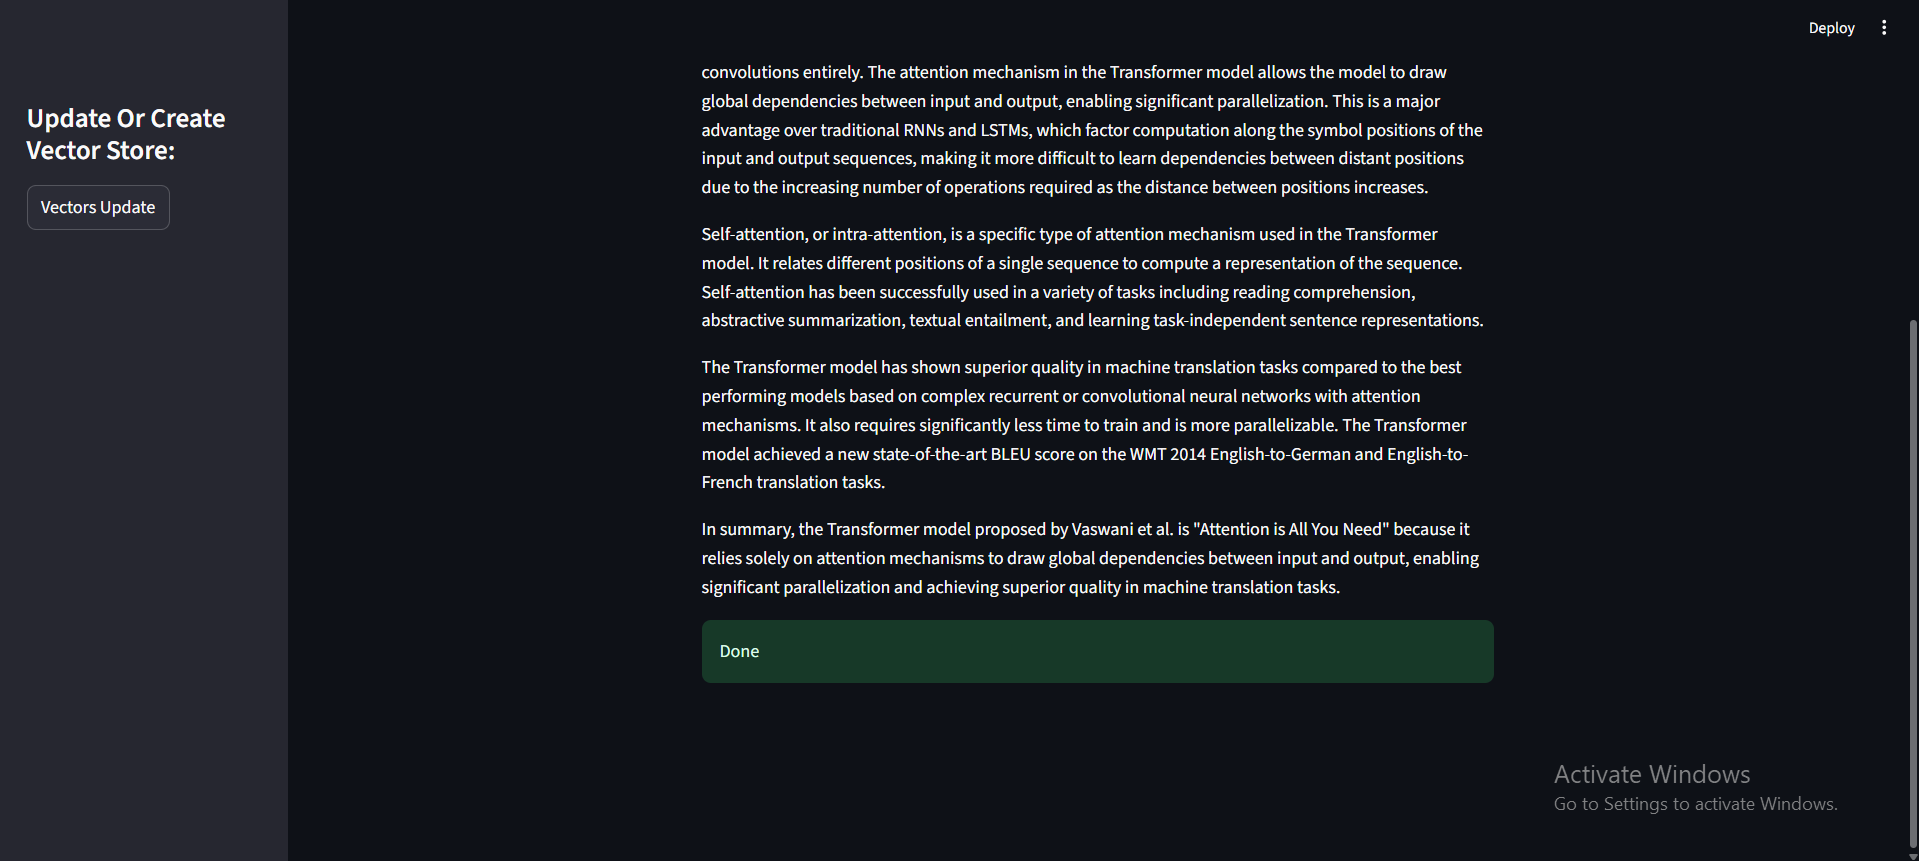 Deploy
Update Or Create
Vector Store:
Vectors Update
convolutions entirely. The attention mechanism in the Transformer model allows the model to draw
global dependencies between input and output, enabling significant parallelization. This is a major
advantage over traditional RNNs and LSTMs, which factor computation along the symbol positions of the
input and output sequences, making it more difficult to learn dependencies between distant positions
due to the increasing number of operations required as the distance between positions increases.
Self-attention, or intra-attention, is a specific type of attention mechanism used in the Transformer
model. It relates different positions of a single sequence to compute a representation of the sequence.
Self-attention has been successfully used in a variety of tasks including reading comprehension,
abstractive summarization, textual entailment, and learning task-independent sentence representations.
The Transformer model has shown superior quality in machine translation tasks compared to the best
performing models based on complex recurrent or convolutional neural networks with attention
mechanisms. It also requires significantly less time to train and is more parallelizable. The Transformer
model achieved a new state-of-the-art BLEU score on the WMT 2014 English-to-German and English-to-
French translation tasks.
In summary, the Transformer model proposed by Vaswani et al. is "Attention is All You Need" because it
relies solely on attention mechanisms to draw global dependencies between input and output, enabling
significant parallelization and achieving superior quality in machine translation tasks.
Done
Activate Windows
Go to Settings to activate Windows.